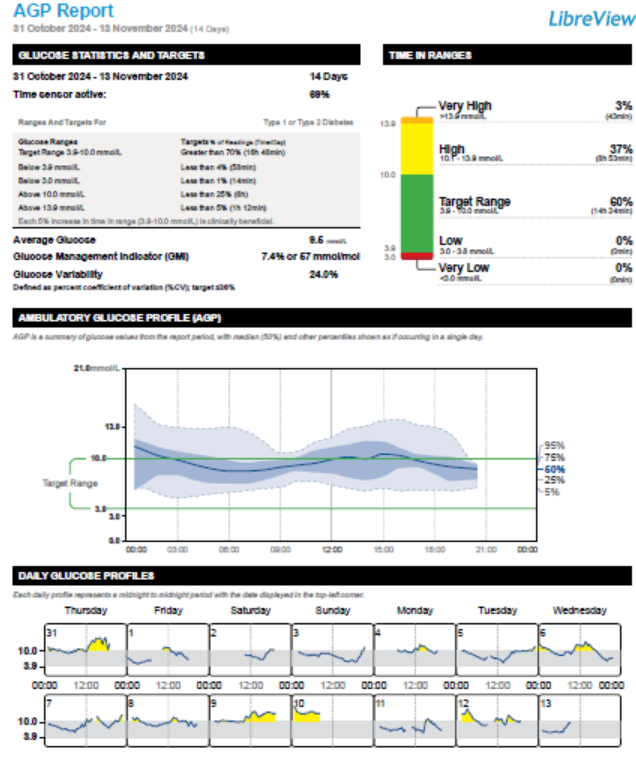 AGP Report
LibreView
31 October 2024 - 13 November 2024 (14 Days)
GLUCOSE STATISTICS AND TARGETS
31 October 2024 - 13 November 2024 14 Days
Time sensor active: 69%
Ranges And Targets For Type 1 or Type 2 Diabetes
Glucose Ranges Targets % of Readings (Time/Day)
Target Range 3.9-10.0 mmol/L Greater than 70% (16h 48min)
Below 3.9 mmol/L Less than 4% (58min)
Below 3.0 mmol/L Less than 1% (14min)
Above 10.0 mmol/L Less than 25% (6h)
Above 13.9 mmol/L Less than 5% (1h 12min)
Each 5% increase in time in range (3.9-10.0 mmol/L) is clinically beneficial.
Average Glucose 9.5 mmol/L
Glucose Management Indicator (GMI) 7.4% or 57 mmol/mol
Glucose Variability 24.0%
Defined as percent coefficient of variation (%CV); target ≤36%
TIME IN RANGES
13.9
10.0
3.9
3.0
Very High 3%
>13.9 mmol/L (43min)
High 37%
10.1 - 13.9 mmol/L (8h 53min)
Target Range 60%
3.9 - 10.0 mmol/L (14h 24min)
Low 0%
3.0 - 3.8 mmol/L (0min)
Very Low 0%
<3.0 mmol/L (0min)
AMBULATORY GLUCOSE PROFILE (AGP)
AGP is a summary of glucose values from the report period, with median (50%) and other percentiles shown as if occurring in a single day.
21.0 mmol/L
13.9
10.0
Target Range
3.9
3.0
0.0
95%
75%
50%
25%
5%
00:00 03:00 06:00 09:00 12:00 15:00 18:00 21:00 00:00
DAILY GLUCOSE PROFILES
Each daily profile represents a midnight to midnight period with the date displayed in the top-left corner.
Thursday Friday Saturday Sunday Monday Tuesday Wednesday
31 1 2 3 4 5 6
10.0
3.9
00:00 12:00 00:00 12:00 00:00 12:00 00:00 12:00 00:00 12:00 00:00 12:00 00:00 12:00 00:00
7 8 9 10 11 12 13
10.0
3.9